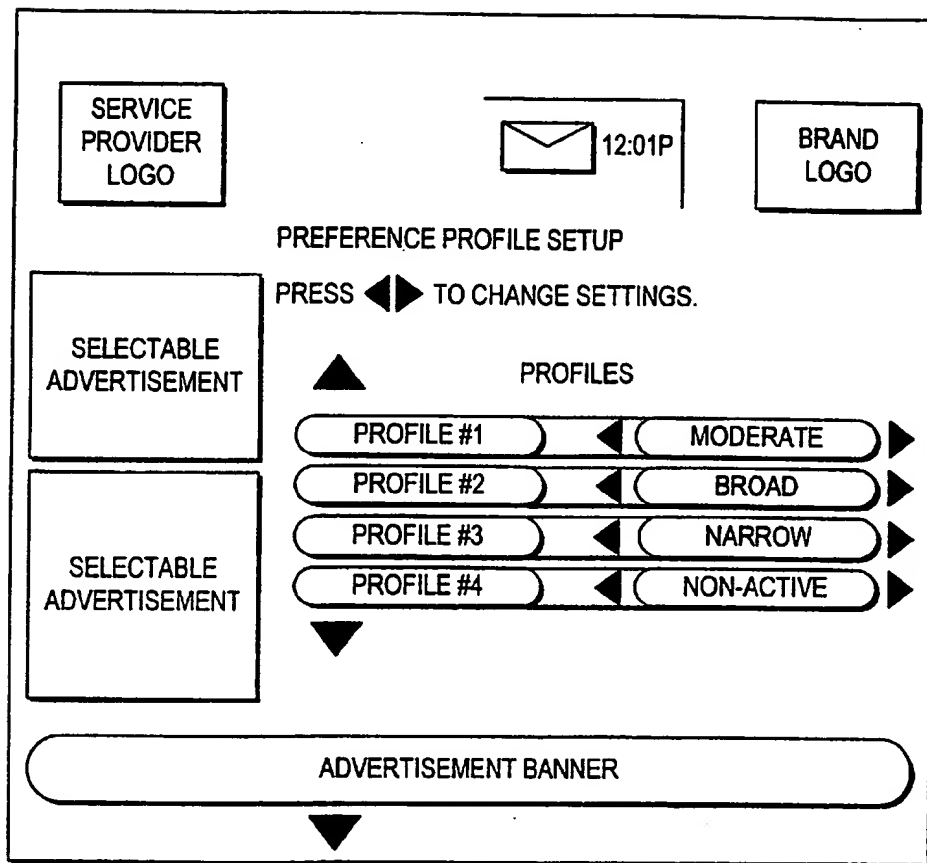 SERVICE
PROVIDER
LOGO
12:01P
BRAND
LOGO
PREFERENCE PROFILE SETUP
PRESS ◀▶ TO CHANGE SETTINGS.
SELECTABLE
ADVERTISEMENT
PROFILES
PROFILE #1 MODERATE
PROFILE #2 BROAD
PROFILE #3 NARROW
PROFILE #4 NON-ACTIVE
SELECTABLE
ADVERTISEMENT
ADVERTISEMENT BANNER